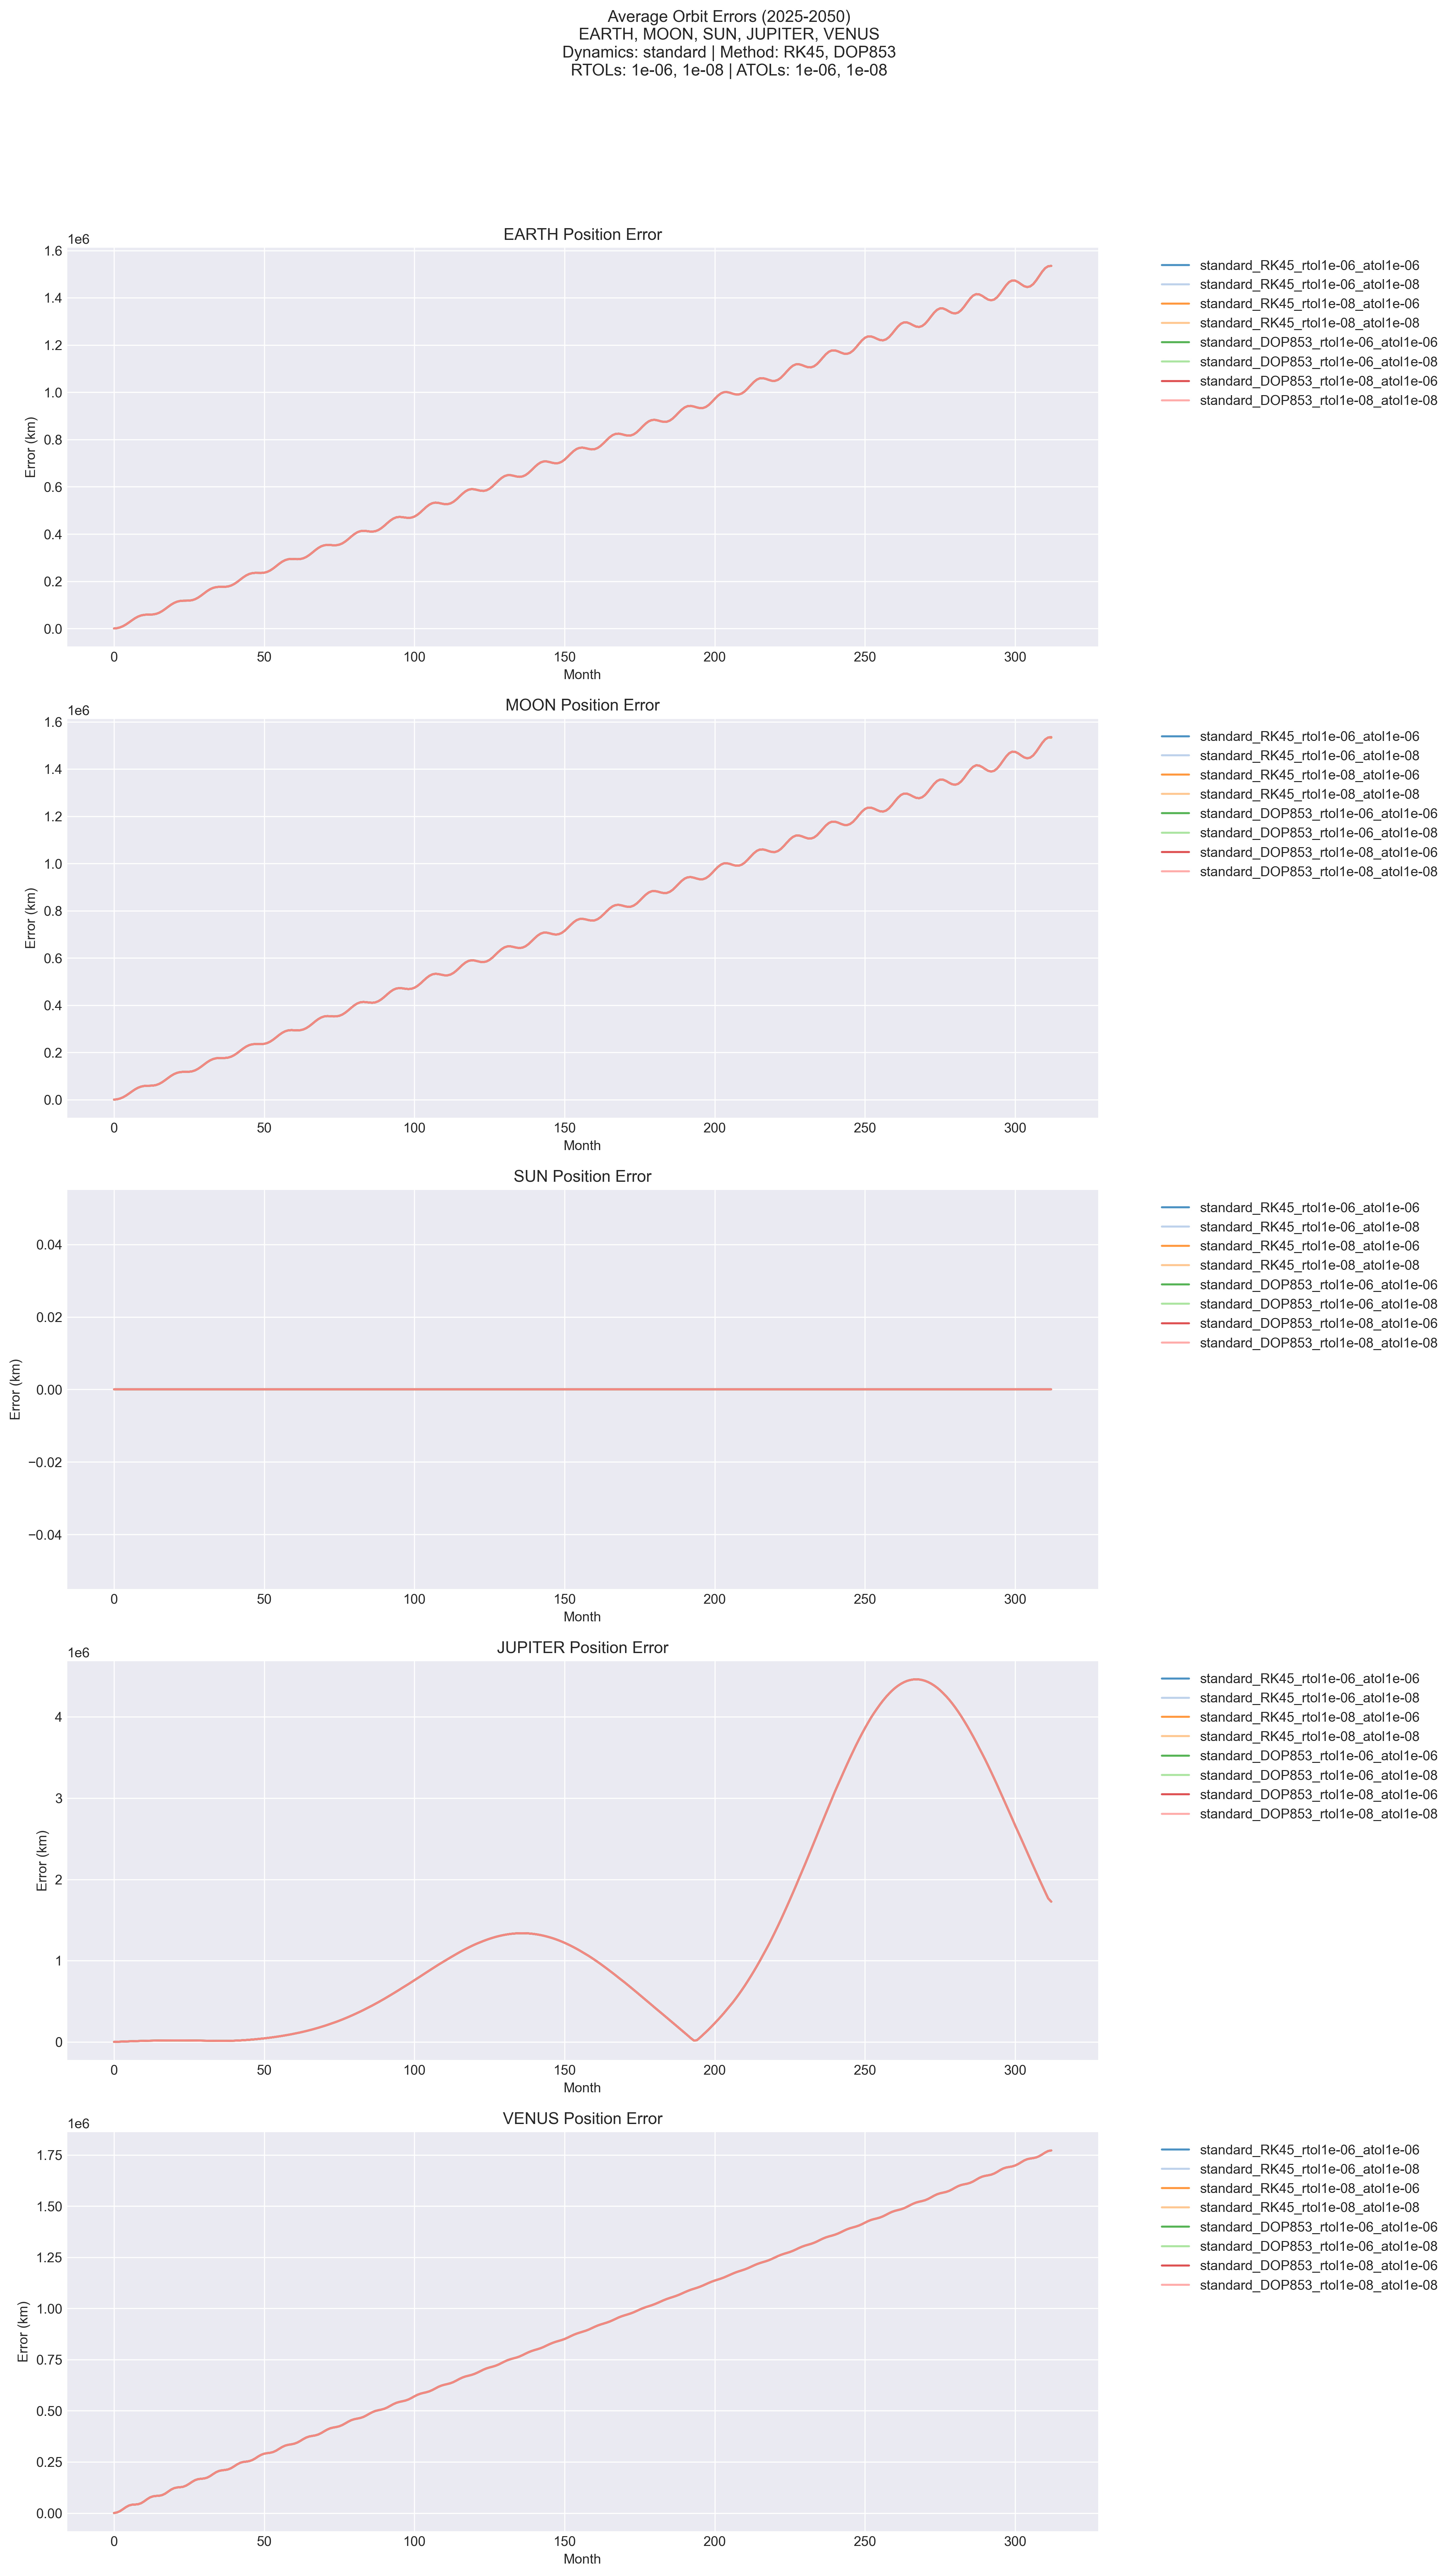 Average Orbit Errors (2025-2050)
EARTH, MOON, SUN, JUPITER, VENUS
Dynamics: standard | Method: RK45, DOP853
RTOLs: 1e-06, 1e-08 | ATOLs: 1e-06, 1e-08
EARTH Position Error
1e6
1.6
1.4
1.2
1.0
0.8
0.6
0.4
0.2
0.0
Error (km)
0 50 100 150 200 250 300
Month
standard_RK45_rtol1e-06_atol1e-06
standard_RK45_rtol1e-06_atol1e-08
standard_RK45_rtol1e-08_atol1e-06
standard_RK45_rtol1e-08_atol1e-08
standard_DOP853_rtol1e-06_atol1e-06
standard_DOP853_rtol1e-06_atol1e-08
standard_DOP853_rtol1e-08_atol1e-06
standard_DOP853_rtol1e-08_atol1e-08
MOON Position Error
1e6
1.6
1.4
1.2
1.0
0.8
0.6
0.4
0.2
0.0
Error (km)
0 50 100 150 200 250 300
Month
standard_RK45_rtol1e-06_atol1e-06
standard_RK45_rtol1e-06_atol1e-08
standard_RK45_rtol1e-08_atol1e-06
standard_RK45_rtol1e-08_atol1e-08
standard_DOP853_rtol1e-06_atol1e-06
standard_DOP853_rtol1e-06_atol1e-08
standard_DOP853_rtol1e-08_atol1e-06
standard_DOP853_rtol1e-08_atol1e-08
SUN Position Error
0.04
0.02
0.00
−0.02
−0.04
Error (km)
0 50 100 150 200 250 300
Month
standard_RK45_rtol1e-06_atol1e-06
standard_RK45_rtol1e-06_atol1e-08
standard_RK45_rtol1e-08_atol1e-06
standard_RK45_rtol1e-08_atol1e-08
standard_DOP853_rtol1e-06_atol1e-06
standard_DOP853_rtol1e-06_atol1e-08
standard_DOP853_rtol1e-08_atol1e-06
standard_DOP853_rtol1e-08_atol1e-08
JUPITER Position Error
1e6
4
3
2
1
0
Error (km)
0 50 100 150 200 250 300
Month
standard_RK45_rtol1e-06_atol1e-06
standard_RK45_rtol1e-06_atol1e-08
standard_RK45_rtol1e-08_atol1e-06
standard_RK45_rtol1e-08_atol1e-08
standard_DOP853_rtol1e-06_atol1e-06
standard_DOP853_rtol1e-06_atol1e-08
standard_DOP853_rtol1e-08_atol1e-06
standard_DOP853_rtol1e-08_atol1e-08
VENUS Position Error
1e6
1.75
1.50
1.25
1.00
0.75
0.50
0.25
0.00
Error (km)
0 50 100 150 200 250 300
Month
standard_RK45_rtol1e-06_atol1e-06
standard_RK45_rtol1e-06_atol1e-08
standard_RK45_rtol1e-08_atol1e-06
standard_RK45_rtol1e-08_atol1e-08
standard_DOP853_rtol1e-06_atol1e-06
standard_DOP853_rtol1e-06_atol1e-08
standard_DOP853_rtol1e-08_atol1e-06
standard_DOP853_rtol1e-08_atol1e-08